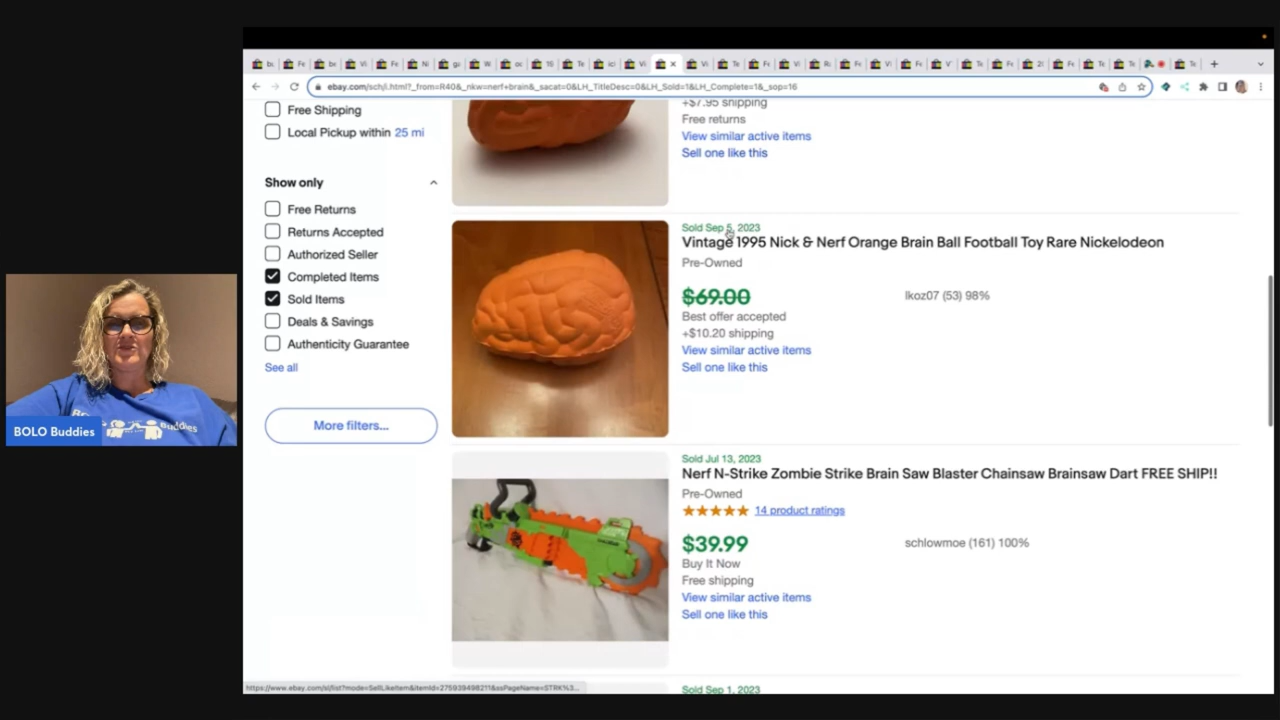 ebay.com/sch/i.html?_from=R40&_nkw=nerf+brain&_sacat=0&LH_TitleDesc=0&LH_Sold=1&LH_Complete=1&_sop=16
Free Shipping
Local Pickup within 25 mi
Show only
Free Returns
Returns Accepted
Authorized Seller
Completed Items
Sold Items
Deals & Savings
Authenticity Guarantee
See all
More filters...
+$7.95 shipping
Free returns
View similar active items
Sell one like this
Sold Sep 5, 2023
Vintage 1995 Nick & Nerf Orange Brain Ball Football Toy Rare Nickelodeon
Pre-Owned
$69.00
lkoz07 (53) 98%
Best offer accepted
+$10.20 shipping
View similar active items
Sell one like this
Sold Jul 13, 2023
Nerf N-Strike Zombie Strike Brain Saw Blaster Chainsaw Brainsaw Dart FREE SHIP!!
Pre-Owned
14 product ratings
$39.99
schlowmoe (161) 100%
Buy It Now
Free shipping
View similar active items
Sell one like this
Sold Sep 1, 2023
BOLO Buddies